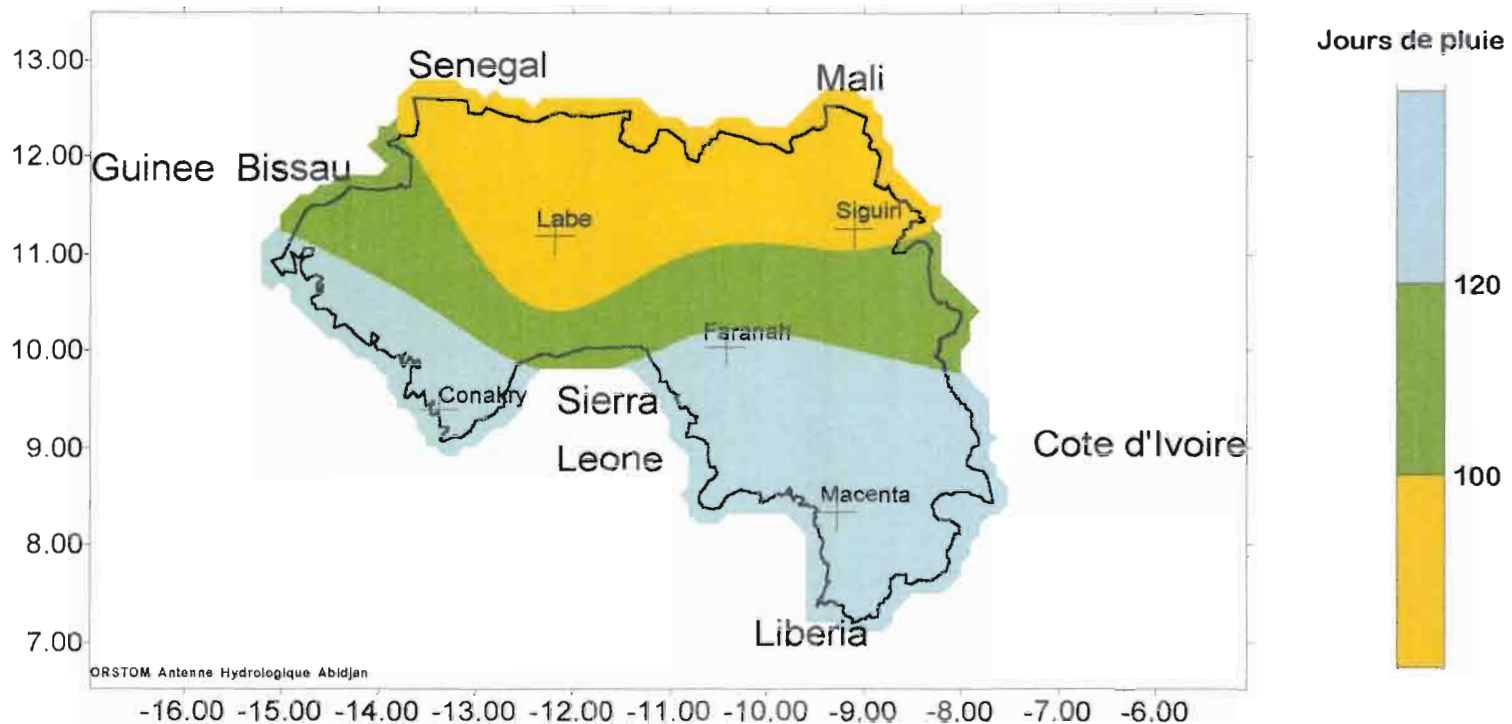 Jours de pluie
13.00
Senegal
Mali
12.00
Guinee Bissau
Labe
Siguiri
11.00
120
Faranah
10.00
Conakry
Sierra
Leone
Cote d'Ivoire
9.00
100
Macenta
8.00
7.00
Liberia
ORSTOM Antenne Hydrologique Abidjan
-16.00 -15.00 -14.00 -13.00 -12.00 -11.00 -10.00 -9.00 -8.00 -7.00 -6.00